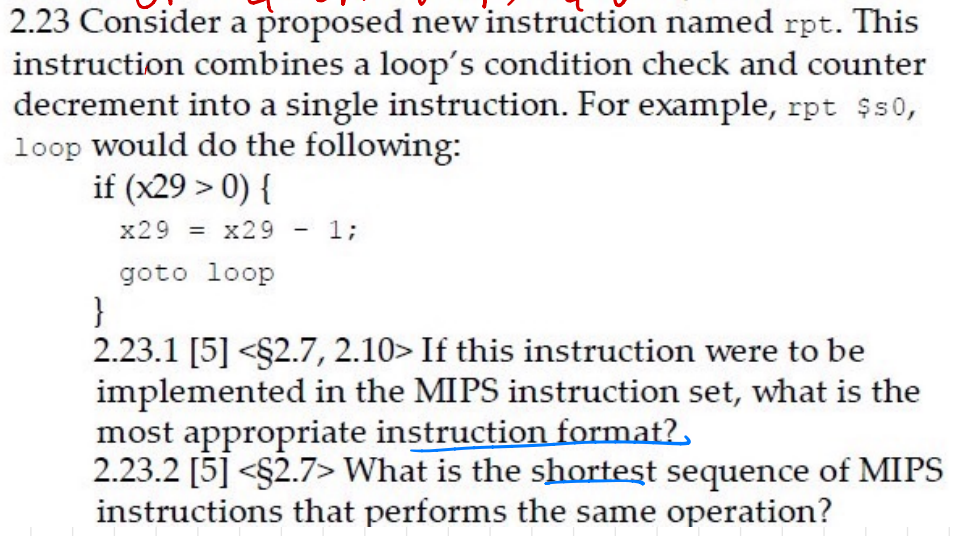 2.23 Consider a proposed new instruction named rpt. This
instruction combines a loop's condition check and counter
decrement into a single instruction. For example, rpt $s0,
loop would do the following:
if (x29 > 0) {
x29 = x29 - 1;
goto loop
}
2.23.1 [5] <§2.7, 2.10> If this instruction were to be
implemented in the MIPS instruction set, what is the
most appropriate instruction format?
2.23.2 [5] <§2.7> What is the shortest sequence of MIPS
instructions that performs the same operation?